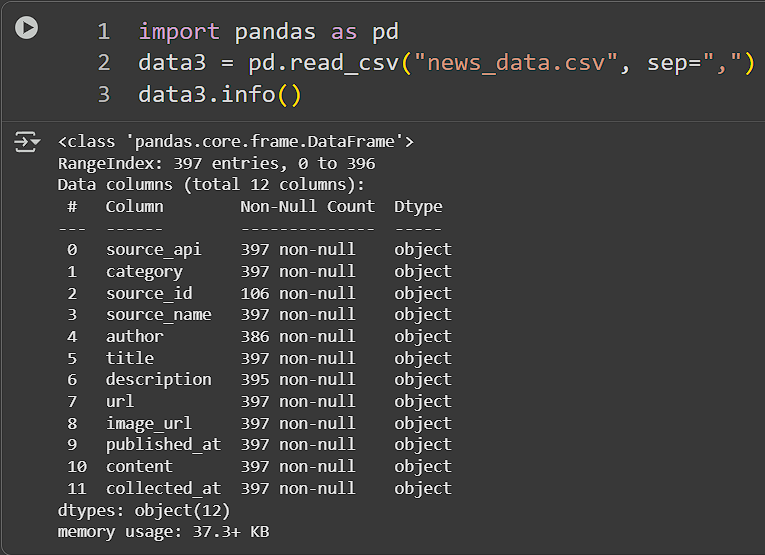 1 import pandas as pd
2 data3 = pd.read_csv("news_data.csv", sep=",")
3 data3.info()
<class 'pandas.core.frame.DataFrame'>
RangeIndex: 397 entries, 0 to 396
Data columns (total 12 columns):
 #   Column        Non-Null Count  Dtype
---  ------        --------------  -----
 0   source_api    397 non-null    object
 1   category      397 non-null    object
 2   source_id     106 non-null    object
 3   source_name   397 non-null    object
 4   author        386 non-null    object
 5   title         397 non-null    object
 6   description   395 non-null    object
 7   url           397 non-null    object
 8   image_url     397 non-null    object
 9   published_at  397 non-null    object
 10  content       397 non-null    object
 11  collected_at  397 non-null    object
dtypes: object(12)
memory usage: 37.3+ KB